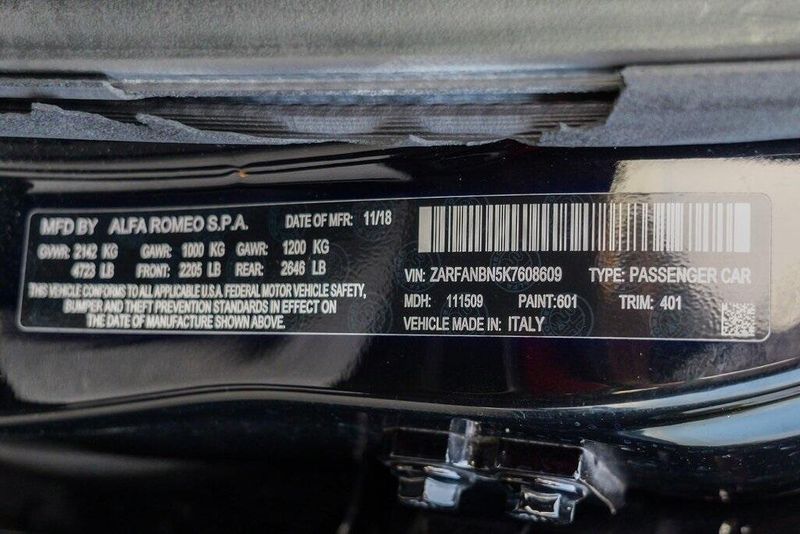 MFD BY ALFA ROMEO S.P.A. DATE OF MFR: 11/18
GVWR: 2142 KG GAWR: 1000 KG GAWR: 1200 KG
4723 LB FRONT: 2205 LB REAR: 2646 LB
THIS VEHICLE CONFORMS TO ALL APPLICABLE U.S.A. FEDERAL MOTOR VEHICLE SAFETY,
BUMPER AND THEFT PREVENTION STANDARDS IN EFFECT ON
THE DATE OF MANUFACTURE SHOWN ABOVE.
VIN: ZARFANBN5K7608609 TYPE: PASSENGER CAR
MDH: 111509 PAINT:601 TRIM: 401
VEHICLE MADE IN: ITALY